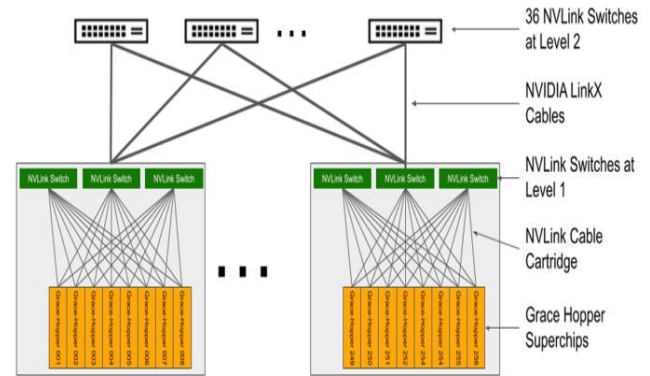 36 NVLink Switches
at Level 2
NVIDIA LinkX
Cables
NVLink Switches at
Level 1
NVLink Switch
NVLink Switch
NVLink Switch
NVLink Switch
NVLink Switch
NVLink Switch
NVLink Cable
Cartridge
Grace Hopper
Superchips
Grace-Hopper 001
Grace-Hopper 002
Grace-Hopper 003
Grace-Hopper 004
Grace-Hopper 005
Grace-Hopper 006
Grace-Hopper 007
Grace-Hopper 008
Grace-Hopper 249
Grace-Hopper 250
Grace-Hopper 251
Grace-Hopper 252
Grace-Hopper 254
Grace-Hopper 254
Grace-Hopper 255
Grace-Hopper 256